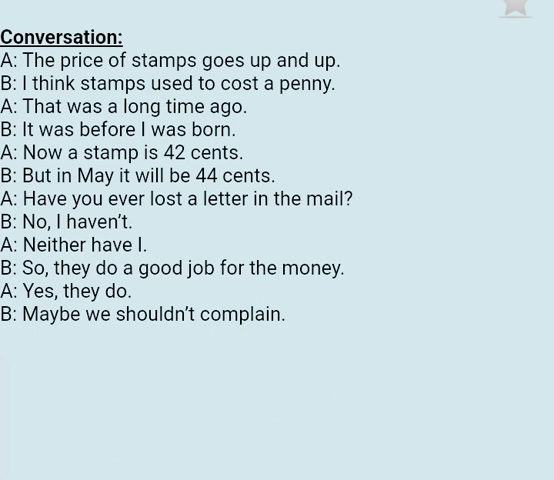 Conversation:
A: The price of stamps goes up and up.
B: I think stamps used to cost a penny.
A: That was a long time ago.
B: It was before I was born.
A: Now a stamp is 42 cents.
B: But in May it will be 44 cents.
A: Have you ever lost a letter in the mail?
B: No, I haven’t.
A: Neither have I.
B: So, they do a good job for the money.
A: Yes, they do.
B: Maybe we shouldn’t complain.